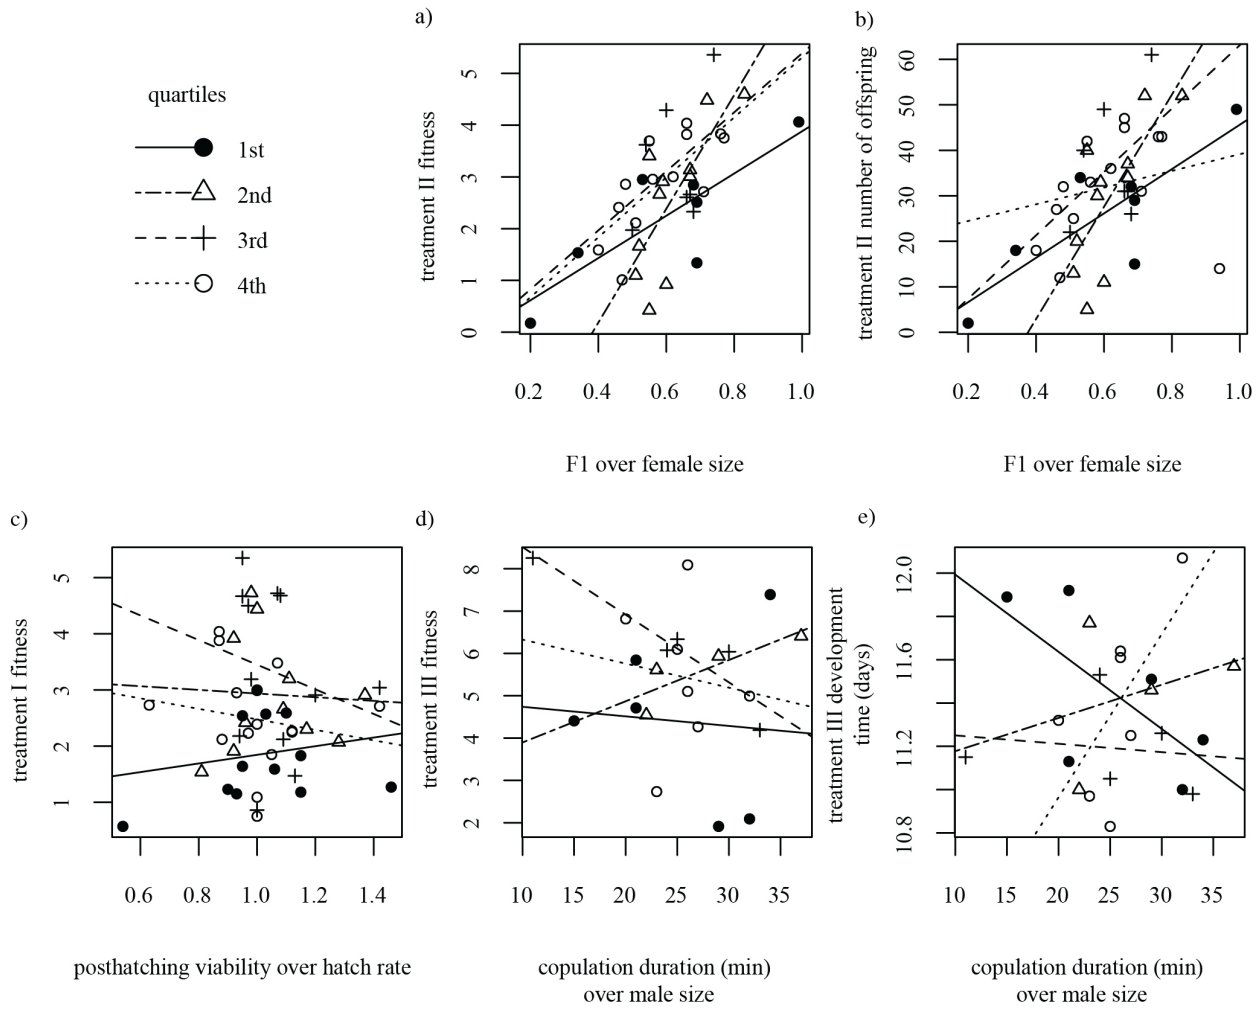 quartiles
1st
2nd
3rd
4th
a)
treatment II fitness
5
4
3
2
1
0
0.2 0.4 0.6 0.8 1.0
F1 over female size
b)
treatment II number of offspring
60
50
40
30
20
10
0
0.2 0.4 0.6 0.8 1.0
F1 over female size
c)
treatment I fitness
5
4
3
2
1
0.6 0.8 1.0 1.2 1.4
posthatching viability over hatch rate
d)
treatment III fitness
8
7
6
5
4
3
2
10 15 20 25 30 35
copulation duration (min)
over male size
e)
treatment III development
time (days)
12.0
11.6
11.2
10.8
10 15 20 25 30 35
copulation duration (min)
over male size